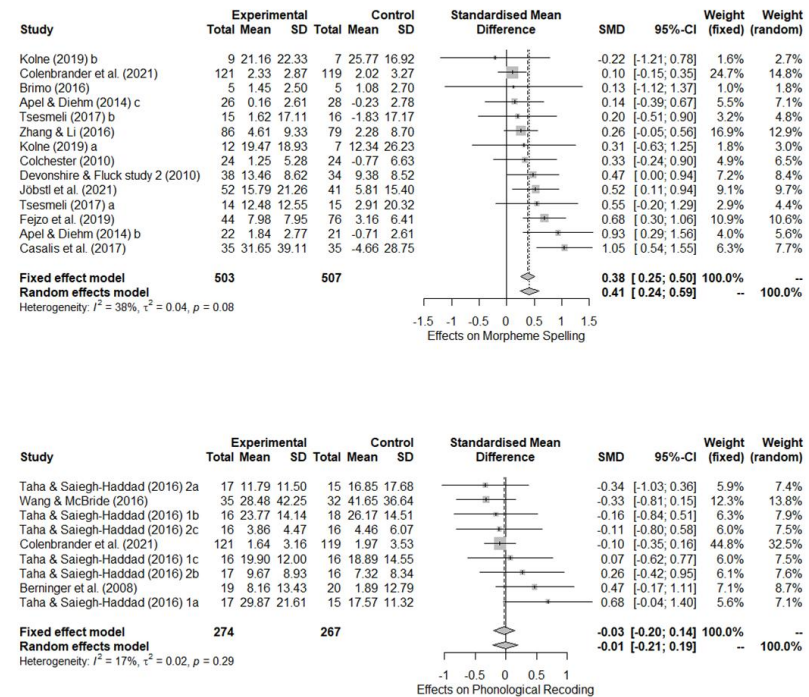 Experimental Control Standardised Mean Weight Weight
Study Total Mean SD Total Mean SD Difference SMD 95%-CI (fixed) (random)
Kolne (2019) b 9 21.16 22.33 7 25.77 16.92 -0.22 [-1.21; 0.78] 1.6% 2.7%
Colenbrander et al. (2021) 121 2.33 2.87 119 2.02 3.27 0.10 [-0.15; 0.35] 24.7% 14.8%
Brimo (2016) 5 1.45 2.50 5 1.08 2.70 0.13 [-1.12; 1.37] 1.0% 1.8%
Apel & Diehm (2014) c 26 0.16 2.61 28 -0.23 2.78 0.14 [-0.39; 0.67] 5.5% 7.1%
Tsesmeli (2017) b 15 1.62 17.11 16 -1.83 17.17 0.20 [-0.51; 0.90] 3.2% 4.7%
Zhang & Li (2016) 86 4.61 9.33 79 2.28 8.70 0.26 [-0.05; 0.56] 16.9% 12.9%
Kolne (2019) a 12 19.47 18.93 7 12.34 26.23 0.31 [-0.63; 1.25] 1.8% 3.0%
Colchester (2010) 24 1.25 5.28 24 -0.77 6.63 0.33 [-0.24; 0.90] 4.9% 6.5%
Devonshire & Fluck study 2 (2010) 38 13.46 8.62 34 9.38 8.52 0.47 [0.00; 0.94] 7.2% 8.4%
Jöbstl et al. (2021) 52 15.79 21.26 41 5.81 15.40 0.52 [0.11; 0.94] 9.1% 9.7%
Tsesmeli (2017) a 14 12.48 12.55 15 2.91 20.32 0.55 [-0.20; 1.29] 2.9% 4.4%
Fejzo et al. (2019) 44 7.98 7.95 76 3.16 6.41 0.68 [0.30; 1.06] 10.9% 10.6%
Apel & Diehm (2014) b 22 1.84 2.77 21 -0.71 2.61 0.93 [0.29; 1.56] 4.0% 5.6%
Casalis et al. (2017) 35 31.65 39.11 35 -4.66 28.75 1.05 [0.54; 1.55] 6.3% 7.7%
Fixed effect model 503 507 0.38 [0.25; 0.50] 100.0% --
Random effects model 0.41 [0.24; 0.59] -- 100.0%
Heterogeneity: I² = 38%, τ² = 0.04, p = 0.08
-1.5 -1 -0.5 0 0.5 1 1.5
Effects on Morpheme Spelling
Experimental Control Standardised Mean Weight Weight
Study Total Mean SD Total Mean SD Difference SMD 95%-CI (fixed) (random)
Taha & Saiegh-Haddad (2016) 2a 17 11.79 11.50 15 16.85 17.68 -0.34 [-1.03; 0.36] 5.9% 7.4%
Wang & McBride (2016) 35 28.48 42.25 32 41.65 36.64 -0.33 [-0.81; 0.15] 12.3% 13.8%
Taha & Saiegh-Haddad (2016) 1b 16 23.77 14.14 18 26.17 14.51 -0.16 [-0.84; 0.51] 6.3% 7.9%
Taha & Saiegh-Haddad (2016) 2c 16 3.86 4.47 16 4.46 6.07 -0.11 [-0.80; 0.58] 6.0% 7.5%
Colenbrander et al. (2021) 121 1.64 3.16 119 1.97 3.53 -0.10 [-0.35; 0.16] 44.8% 32.5%
Taha & Saiegh-Haddad (2016) 1c 16 19.90 12.00 16 18.89 14.55 0.07 [-0.62; 0.77] 6.0% 7.5%
Taha & Saiegh-Haddad (2016) 2b 17 9.67 8.93 16 7.32 8.34 0.26 [-0.42; 0.95] 6.1% 7.6%
Berninger et al. (2008) 19 8.16 13.43 20 1.89 12.79 0.47 [-0.17; 1.11] 7.1% 8.7%
Taha & Saiegh-Haddad (2016) 1a 17 29.87 21.61 15 17.57 11.32 0.68 [-0.04; 1.40] 5.6% 7.1%
Fixed effect model 274 267 -0.03 [-0.20; 0.14] 100.0% --
Random effects model -0.01 [-0.21; 0.19] -- 100.0%
Heterogeneity: I² = 17%, τ² = 0.02, p = 0.29
-1 -0.5 0 0.5 1
Effects on Phonological Recoding